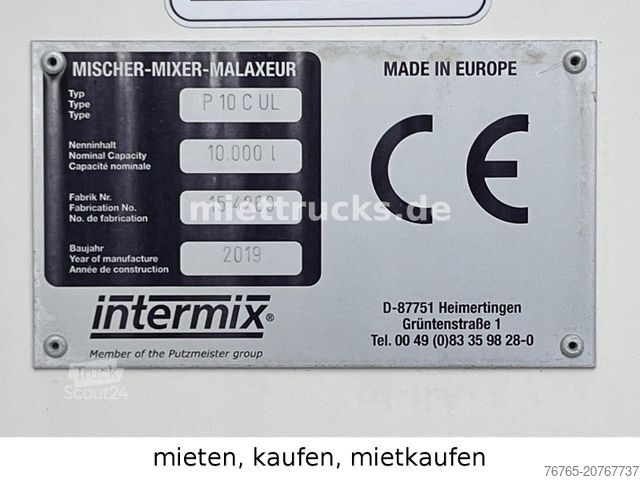 MISCHER-MIXER-MALAXEUR
Typ
Type
Type
P 10 C UL
Nenninhalt
Nominal Capacity
Capacité nominale
10.000 l
Fabrik Nr.
Fabrication No.
No. de fabrication
miettrucks.de
Baujahr
Year of manufacture
Année de construction
2019
intermix®
Member of the Putzmeister group
MADE IN EUROPE
CE
D-87751 Heimertingen
Grüntenstraße 1
Tel. 00 49 (0)83 35 98 28-0
Truck
Scout24
mieten, kaufen, mietkaufen
76765-20767737